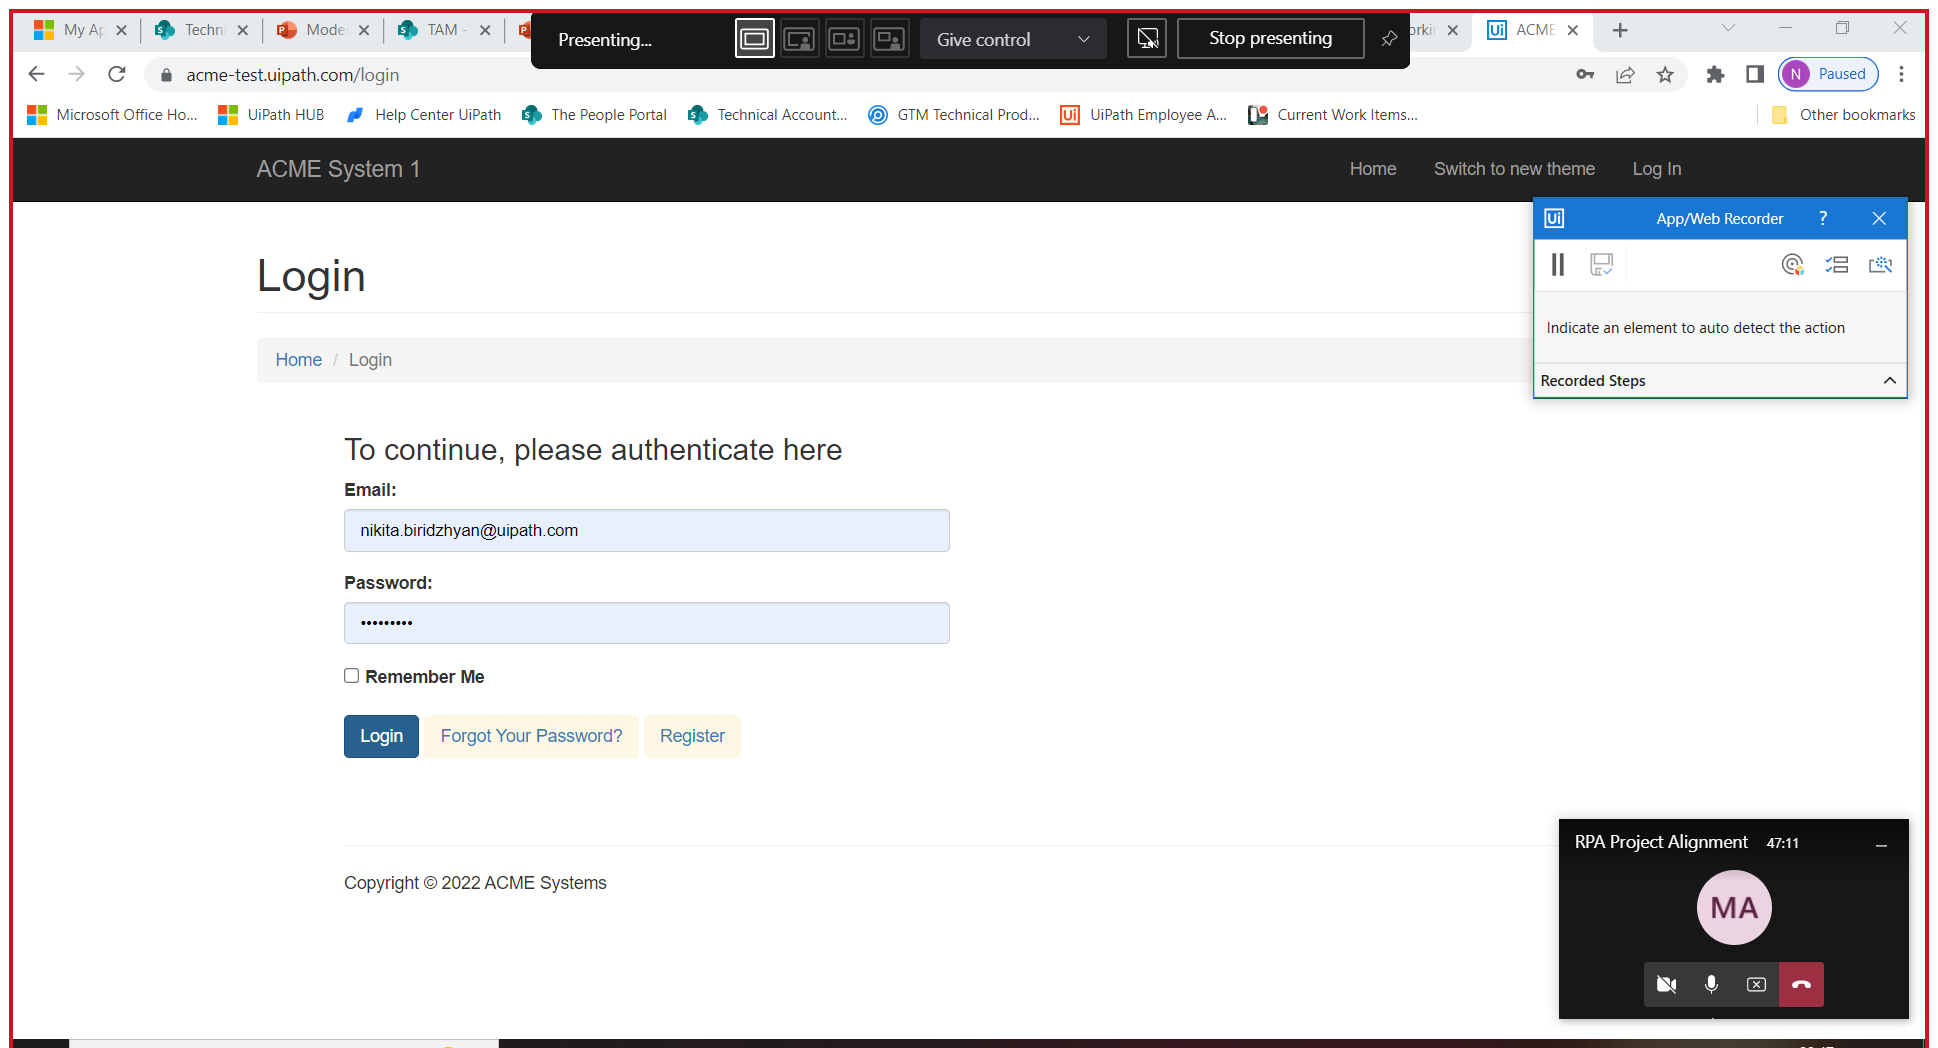 My Ap
Techni
Moder
TAM -
Presenting...
Give control
Stop presenting
orkin
ACME
acme-test.uipath.com/login
N Paused
Microsoft Office Ho...
UiPath HUB
Help Center UiPath
The People Portal
Technical Account...
GTM Technical Prod...
UiPath Employee A...
Current Work Items...
Other bookmarks
ACME System 1
Home
Switch to new theme
Log In
Ui
App/Web Recorder
?
Indicate an element to auto detect the action
Recorded Steps
Login
Home / Login
To continue, please authenticate here
Email:
nikita.biridzhyan@uipath.com
Password:
•••••••••
Remember Me
Login
Forgot Your Password?
Register
Copyright © 2022 ACME Systems
RPA Project Alignment 47:11
MA